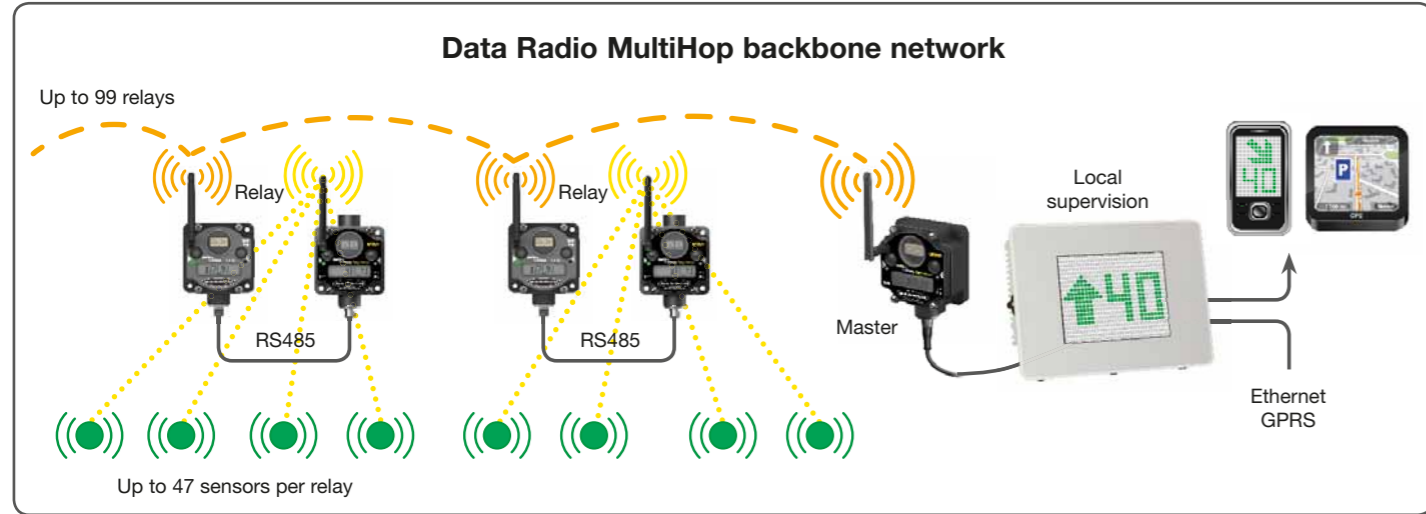 Data Radio MultiHop backbone network
Up to 99 relays
Relay
Relay
Local
supervision
40
P
GPS
40
Master
RS485
RS485
Ethernet
GPRS
Up to 47 sensors per relay